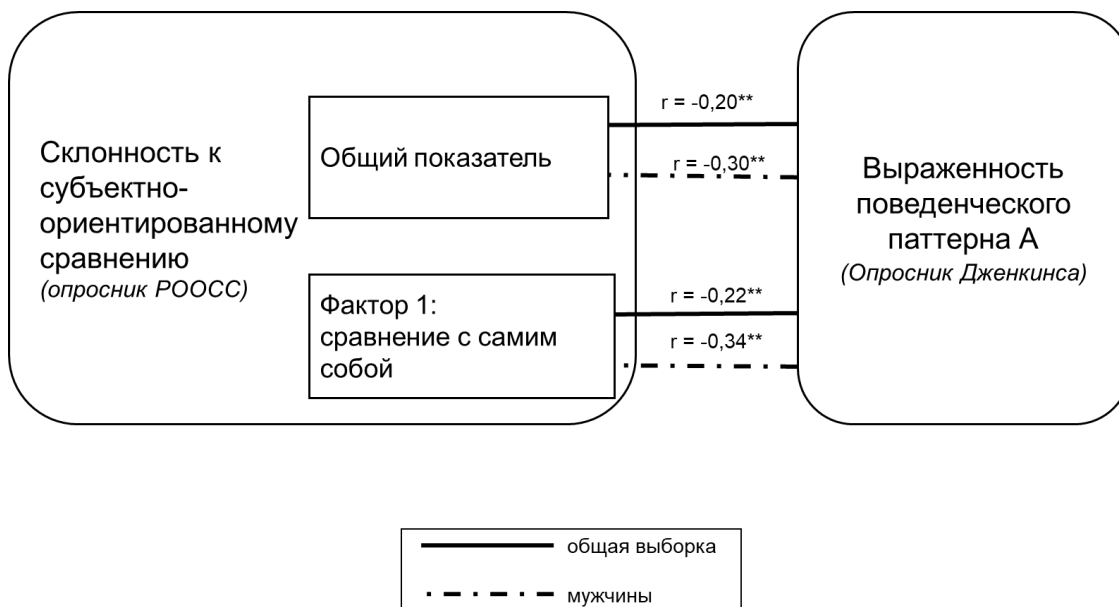 r = -0,20**
Склонность к
субъектно-
ориентированному
сравнению
(опросник РООСС)
Общий показатель
r = -0,30**
Выраженность
поведенческого
паттерна А
(Опросник Дженкинса)
Фактор 1:
сравнение с самим
собой
r = -0,22**
r = -0,34**
общая выборка
мужчины